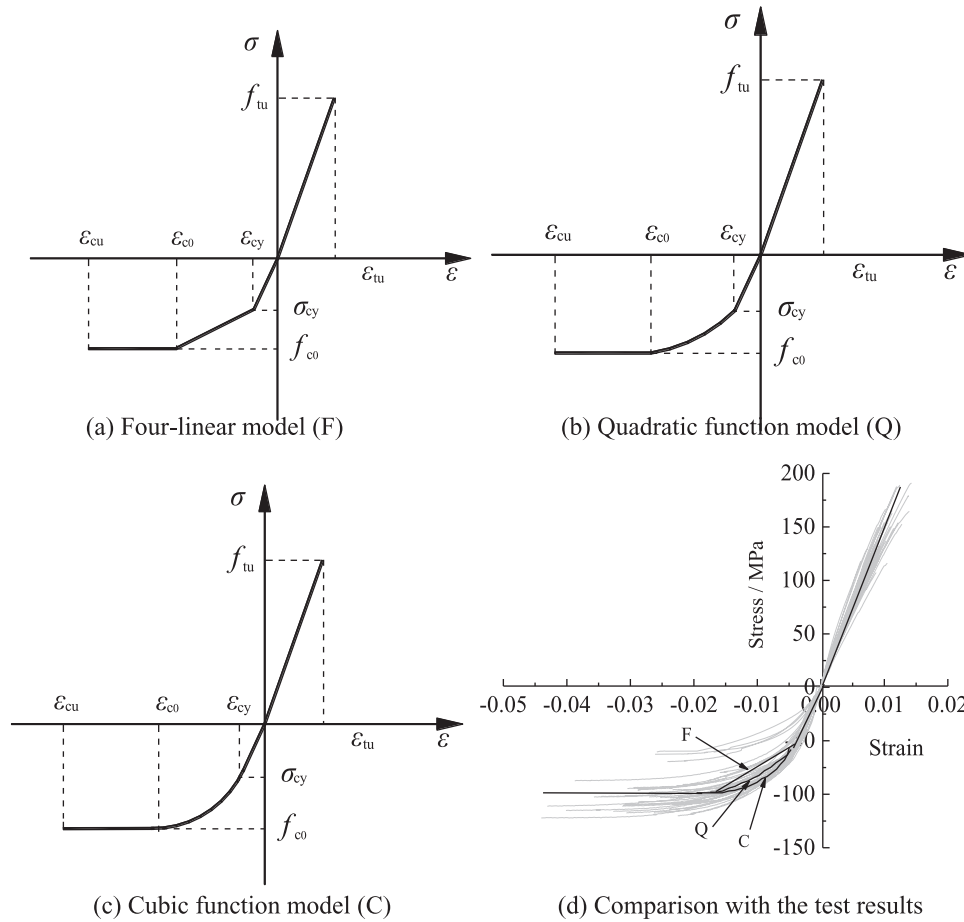 σ
f_tu
ε_cu ε_c0 ε_cy
ε_tu ε
σ_cy
f_c0
(a) Four-linear model (F)
σ
f_tu
ε_cu ε_c0 ε_cy
ε_tu ε
σ_cy
f_c0
(b) Quadratic function model (Q)
σ
f_tu
ε_cu ε_c0 ε_cy
ε_tu ε
σ_cy
f_c0
(c) Cubic function model (C)
Stress / MPa
200
150
100
50
0
-0.05 -0.04 -0.03 -0.02 -0.01 0.00 0.01 0.02
Strain
-100
-150
F
Q
C
(d) Comparison with the test results